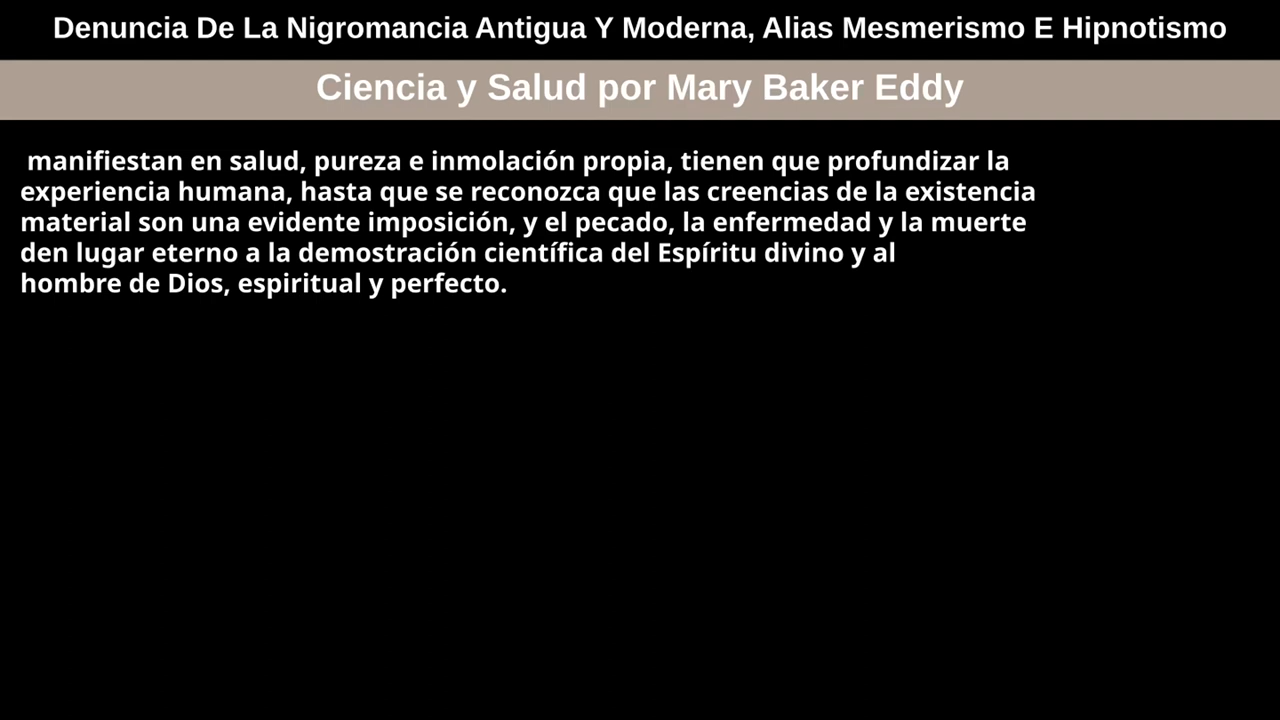 Denuncia De La Nigromancia Antigua Y Moderna, Alias Mesmerismo E Hipnotismo
Ciencia y Salud por Mary Baker Eddy
manifiestan en salud, pureza e inmolación propia, tienen que profundizar la
experiencia humana, hasta que se reconozca que las creencias de la existencia
material son una evidente imposición, y el pecado, la enfermedad y la muerte
den lugar eterno a la demostración científica del Espíritu divino y al
hombre de Dios, espiritual y perfecto.